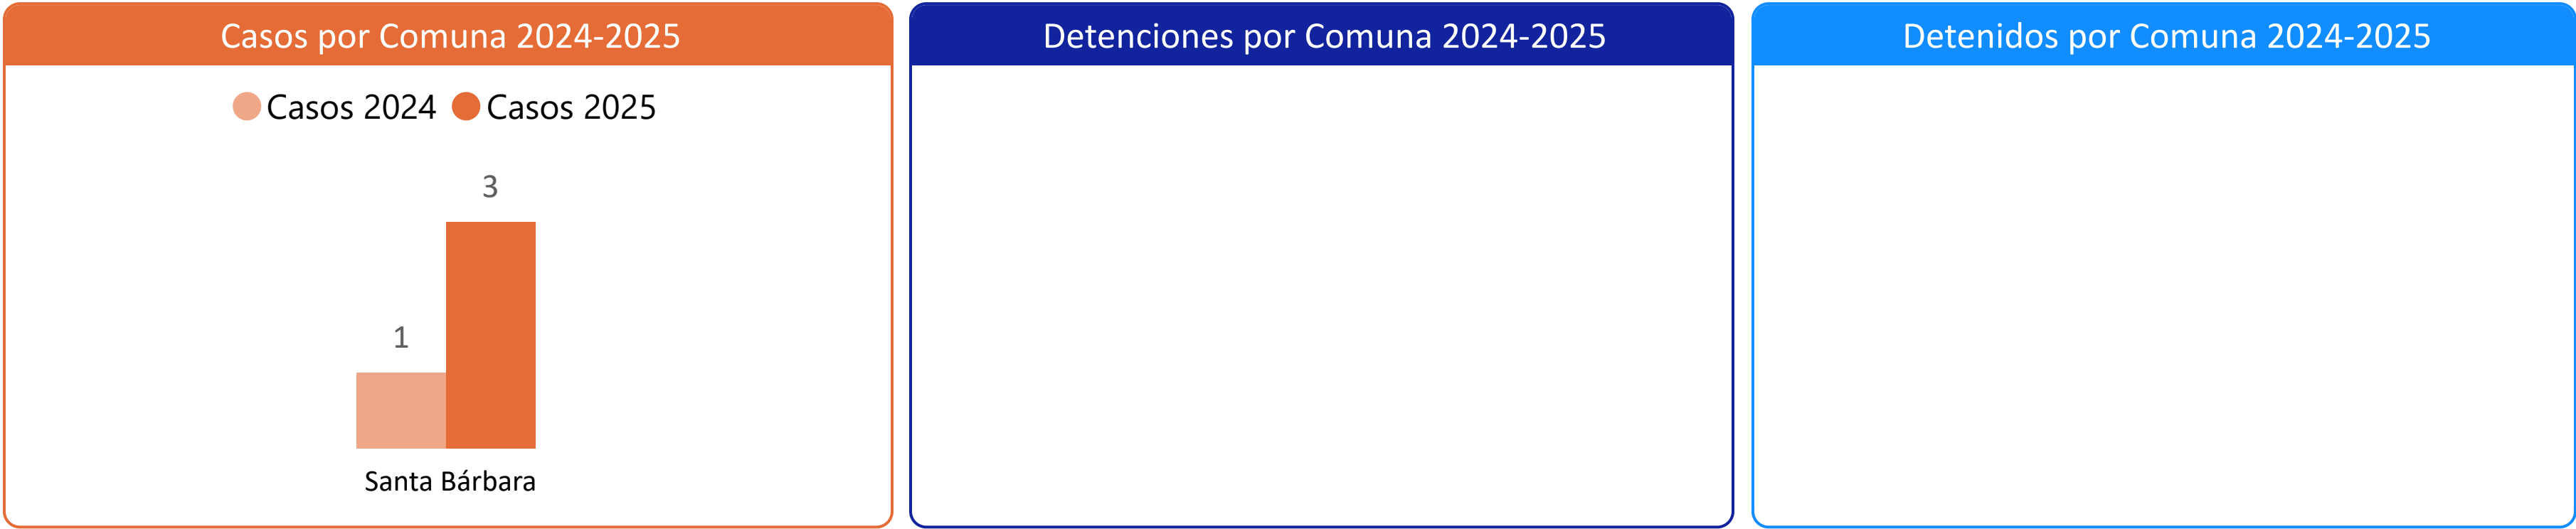 Casos por Comuna 2024-2025
Casos 2024 Casos 2025
3
1
Santa Bárbara
Detenciones por Comuna 2024-2025
Detenidos por Comuna 2024-2025